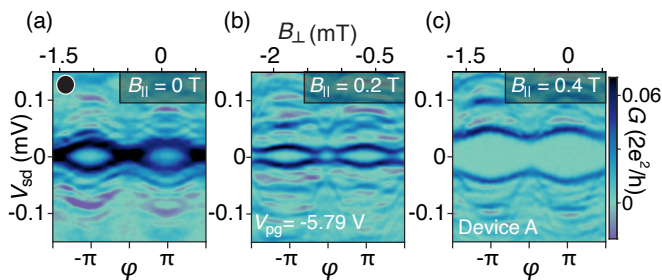 (a) (b) B⊥ (mT) (c)
-1.5 0 -2 -0.5 -1.5 0
B|| = 0 T B|| = 0.2 T B|| = 0.4 T
0.1 0.1 0.1 0.06
0 0 0
-0.1 -0.1 -0.1 0
Vsd (mV)
G (2e²/h)
Vpg = -5.79 V Device A
-π φ π -π φ π -π φ π